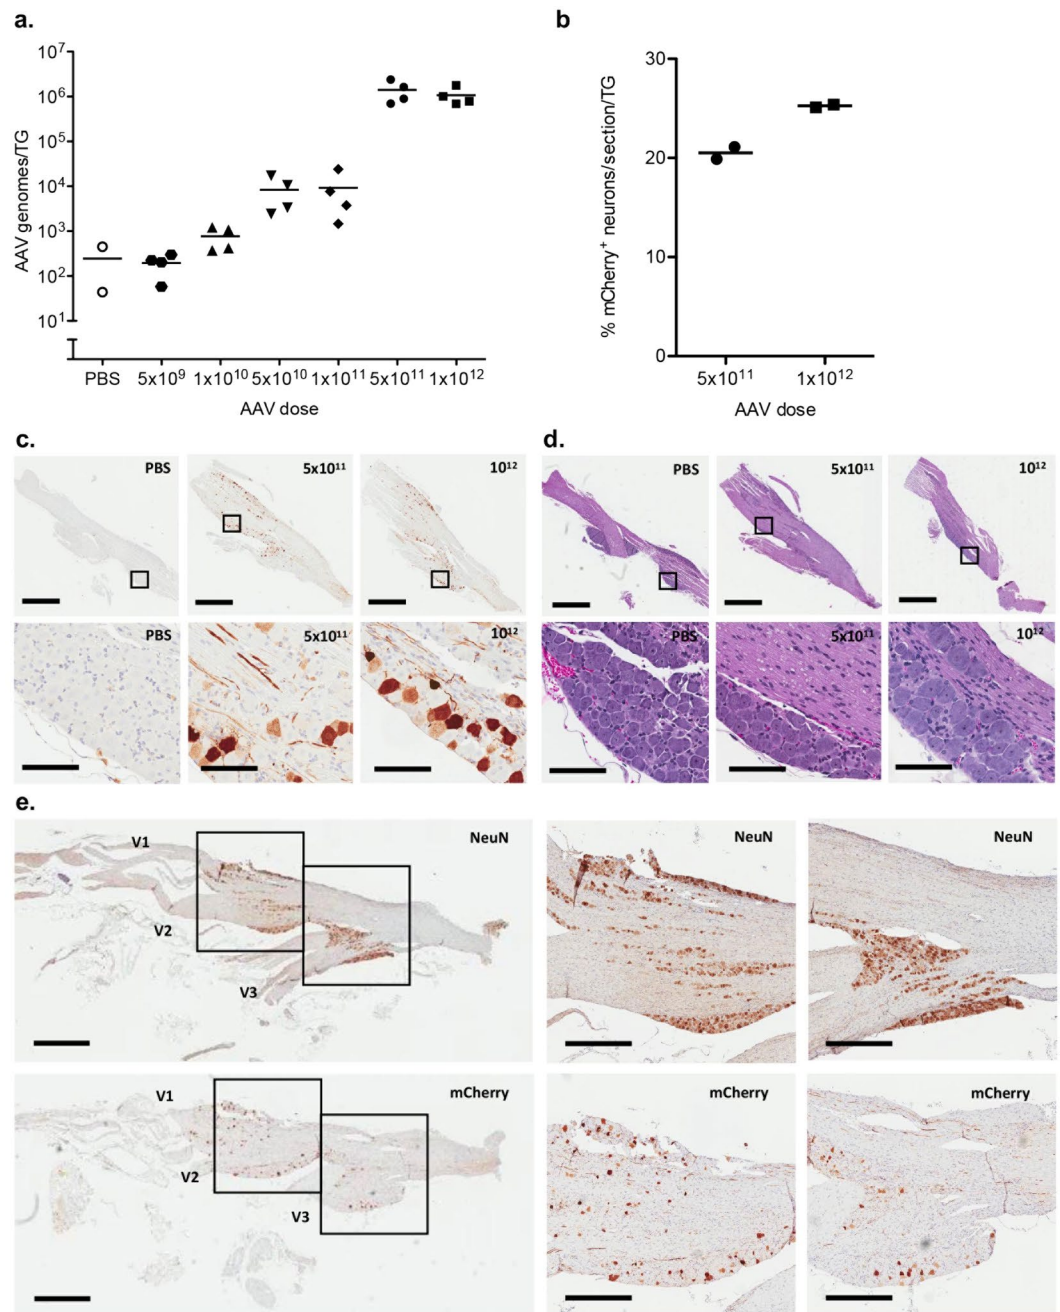 a.
10⁷
10⁶
10⁵
10⁴
10³
10²
10¹
AAV genomes/TG
PBS 5x10⁹ 1x10¹⁰ 5x10¹⁰ 1x10¹¹ 5x10¹¹ 1x10¹²
AAV dose
b.
30
20
10
0
% mCherry⁺ neurons/section/TG
5x10¹¹ 1x10¹²
AAV dose
c.
PBS 5x10¹¹ 10¹²
PBS 5x10¹¹ 10¹²
d.
PBS 5x10¹¹ 10¹²
PBS 5x10¹¹ 10¹²
e.
V1 NeuN
V2
V3
NeuN
NeuN
V1 mCherry
V2
V3
mCherry
mCherry